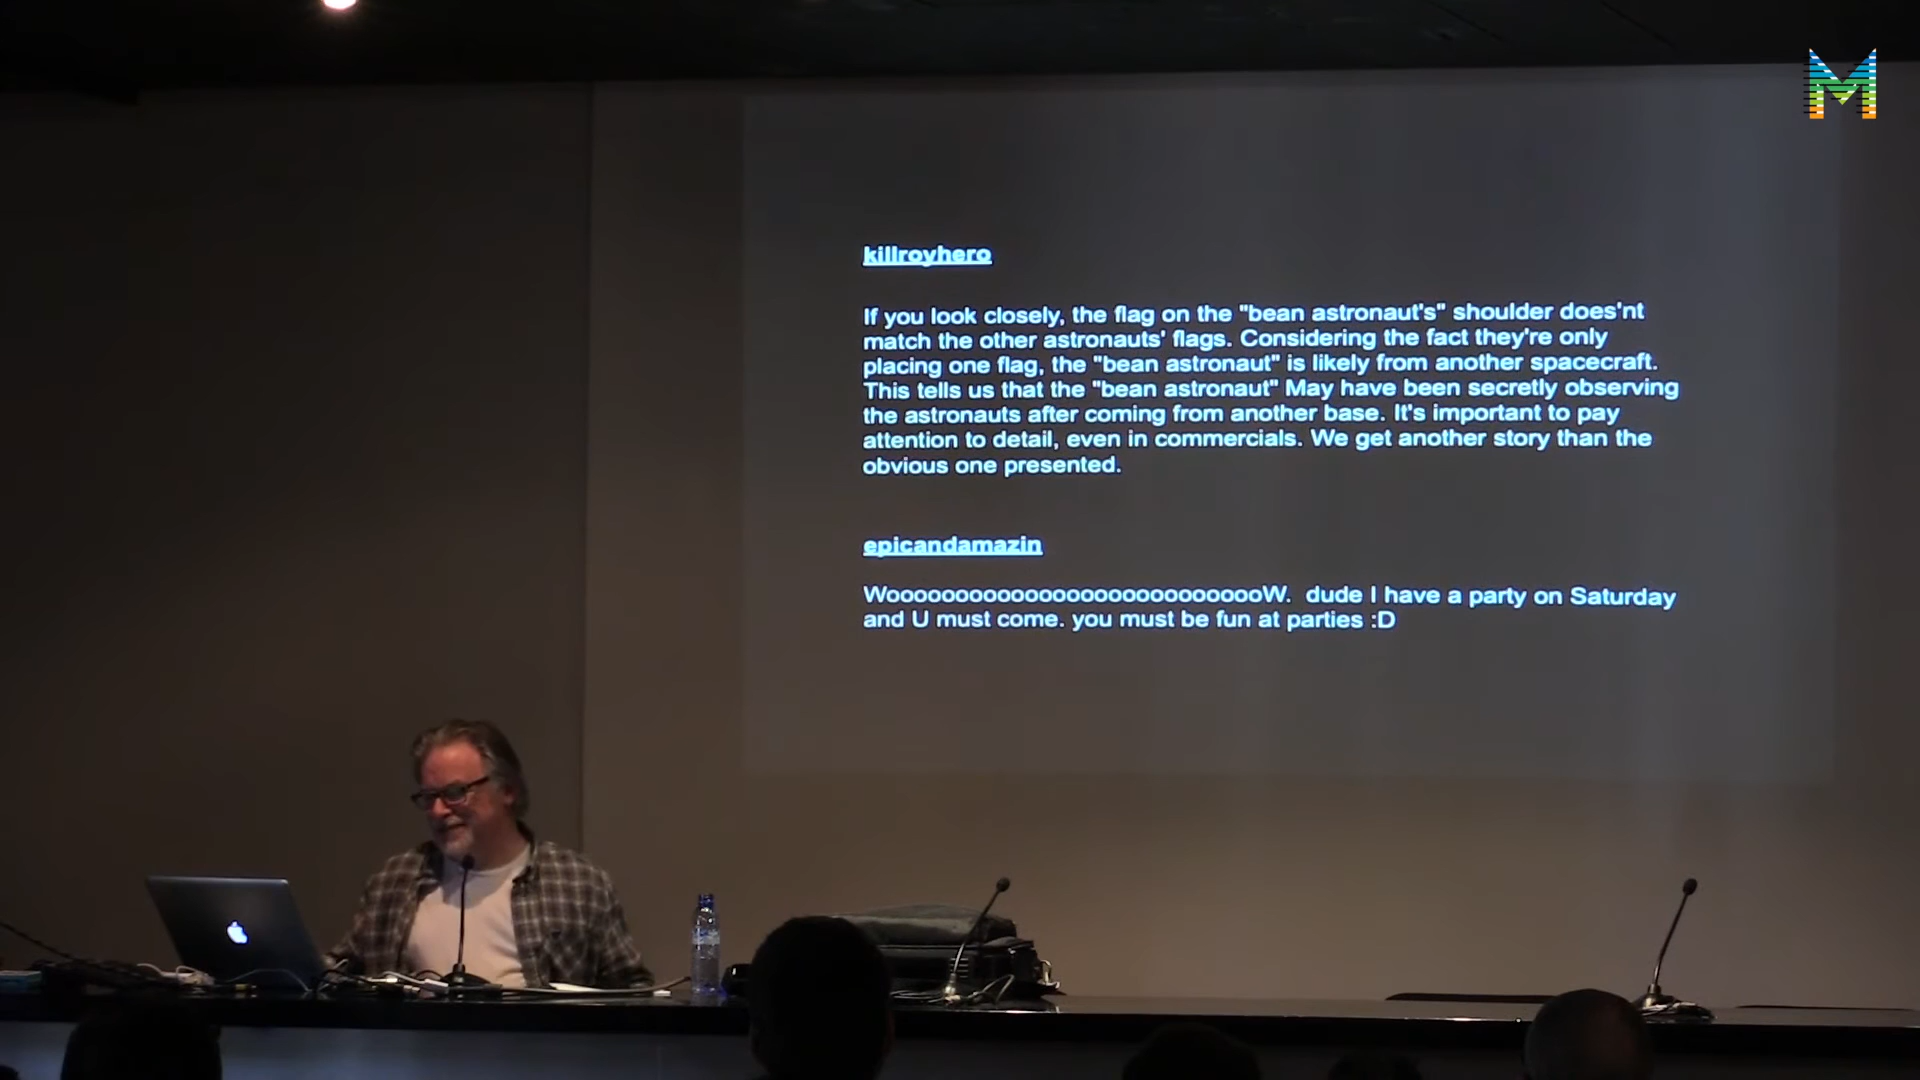 M
killroyhero
If you look closely, the flag on the "bean astronaut's" shoulder does'nt
match the other astronauts' flags. Considering the fact they're only
placing one flag, the "bean astronaut" is likely from another spacecraft.
This tells us that the "bean astronaut" May have been secretly observing
the astronauts after coming from another base. It's important to pay
attention to detail, even in commercials. We get another story than the
obvious one presented.
epicandamazin
WoooooooooooooooooooooooooooW. dude I have a party on Saturday
and U must come. you must be fun at parties :D